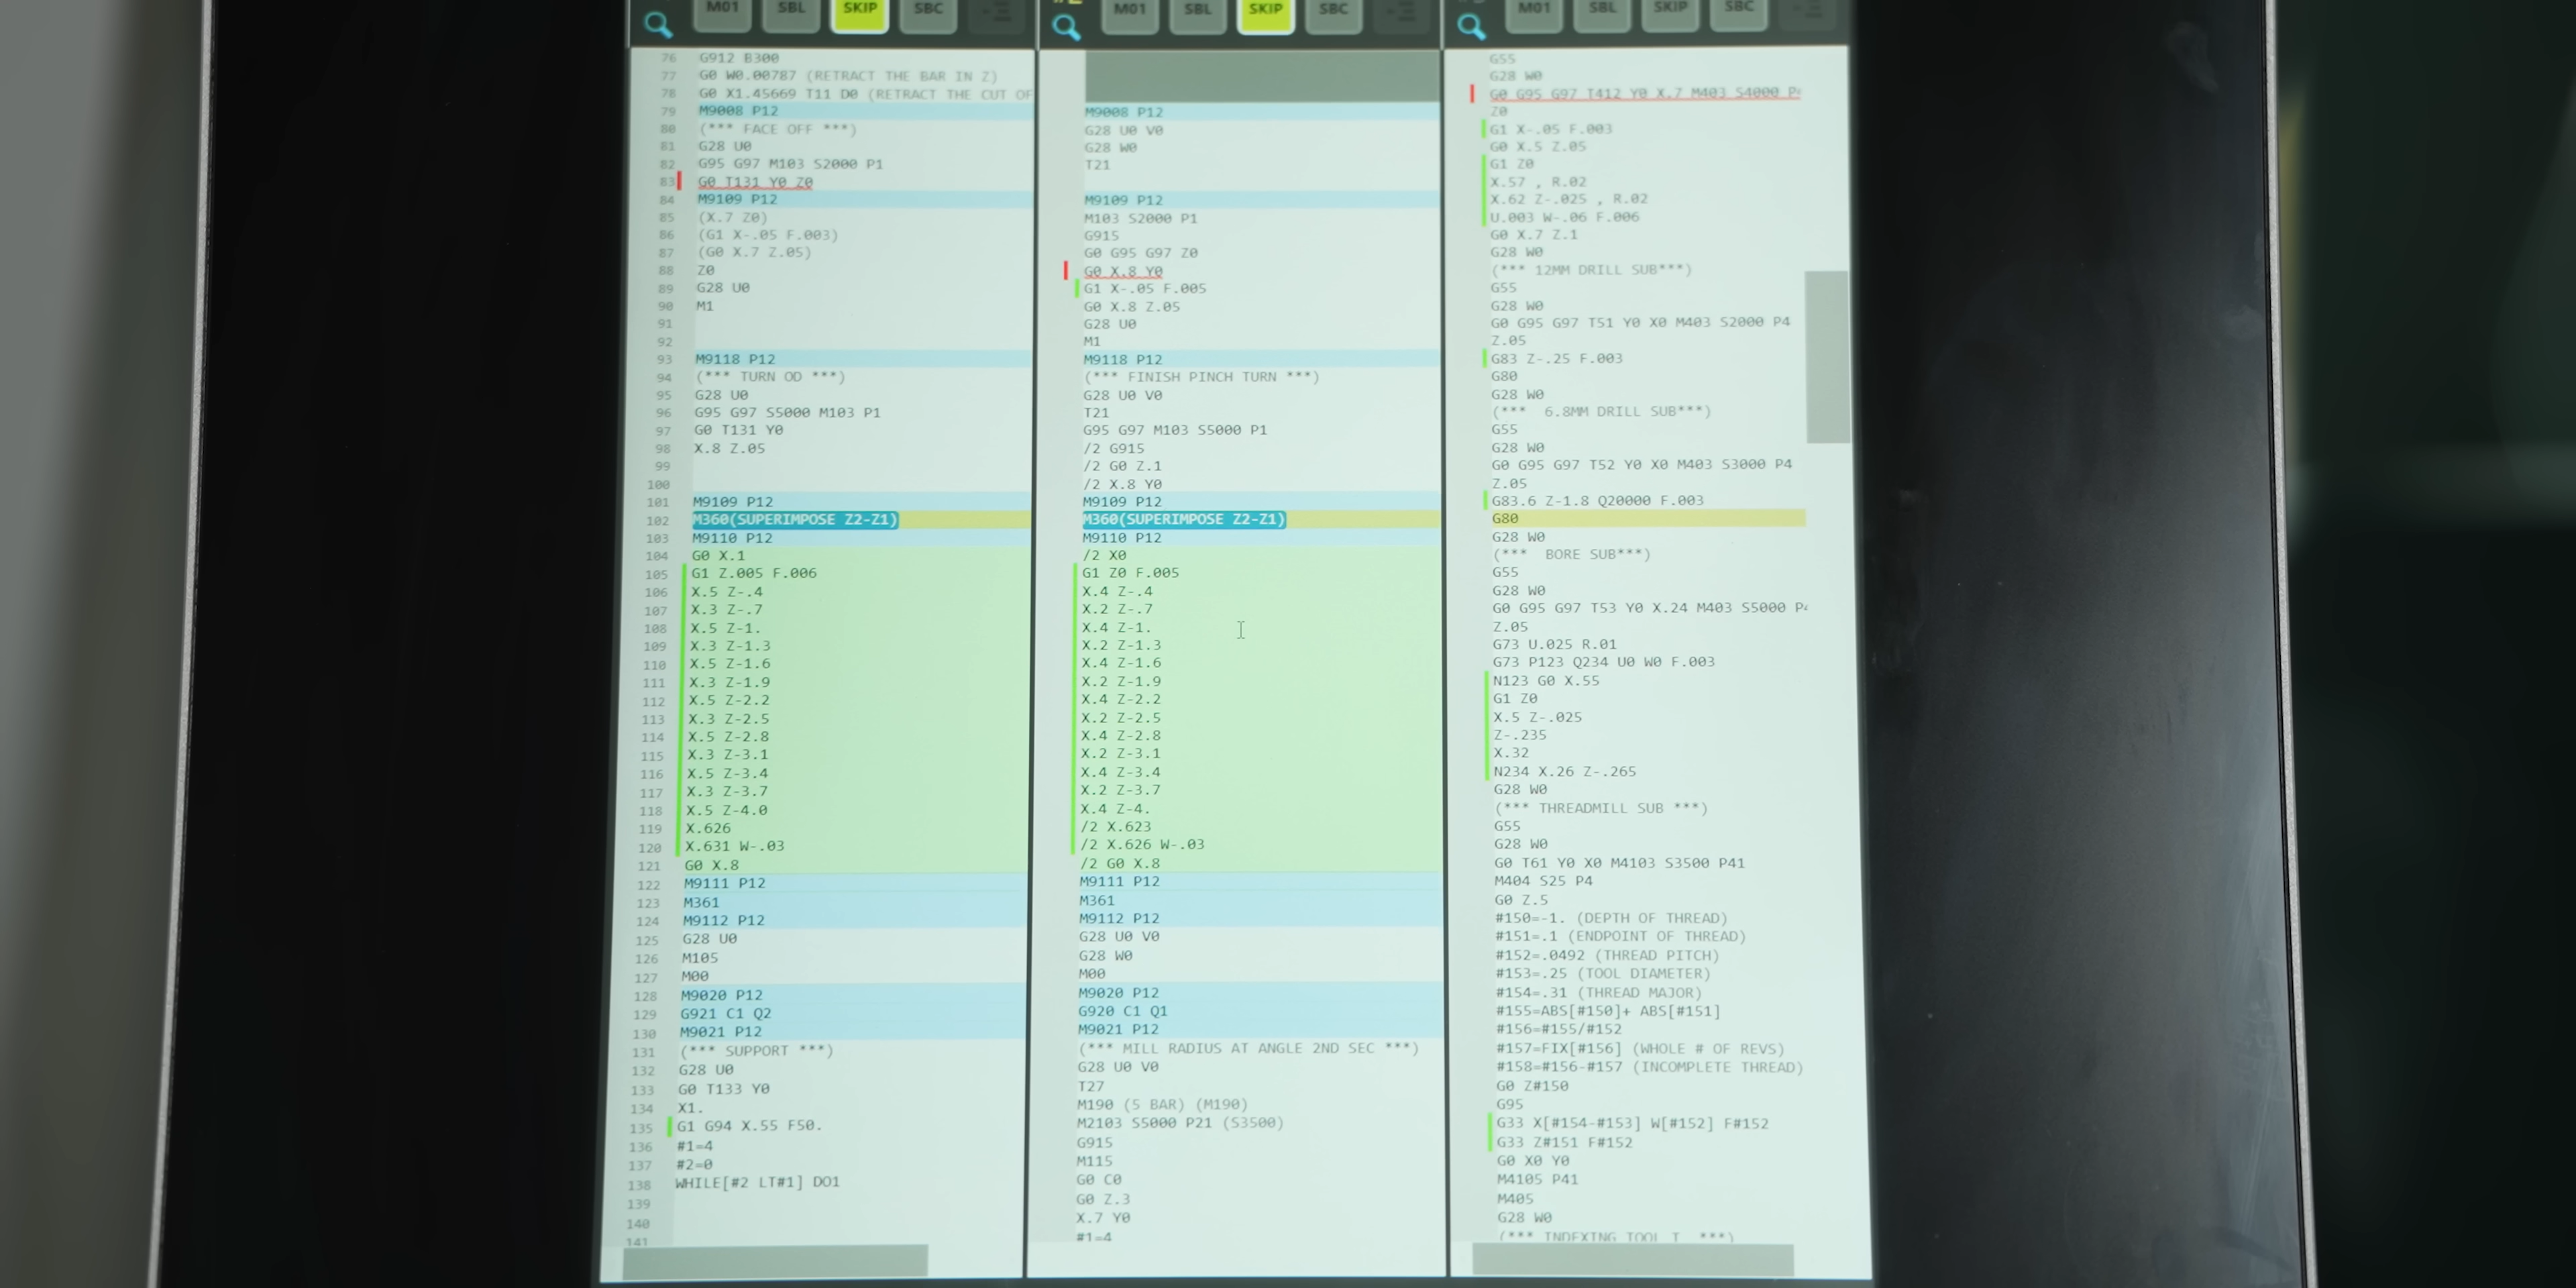 M01 SBL SKIP SBC
76 G912 B300
77 G0 W0.00787 (RETRACT THE BAR IN Z)
78 G0 X1.45669 T11 D0 (RETRACT THE CUT OF
79 M9008 P12
80 (*** FACE OFF ***)
81 G28 U0
82 G95 G97 M103 S2000 P1
83 G0 T131 Y0 Z0
84 M9109 P12
85 (X.7 Z0)
86 (G1 X-.05 F.003)
87 (G0 X.7 Z.05)
88 Z0
89 G28 U0
90 M1
91
92
93 M9118 P12
94 (*** TURN OD ***)
95 G28 U0
96 G95 G97 S5000 M103 P1
97 G0 T131 Y0
98 X.8 Z.05
99
100
101 M9109 P12
102 M360(SUPERIMPOSE Z2-Z1)
103 M9110 P12
104 G0 X.1
105 G1 Z.005 F.006
106 X.5 Z-.4
107 X.3 Z-.7
108 X.5 Z-1.
109 X.3 Z-1.3
110 X.5 Z-1.6
111 X.3 Z-1.9
112 X.5 Z-2.2
113 X.3 Z-2.5
114 X.5 Z-2.8
115 X.3 Z-3.1
116 X.5 Z-3.4
117 X.3 Z-3.7
118 X.5 Z-4.0
119 X.626
120 X.631 W-.03
121 G0 X.8
122 M9111 P12
123 M361
124 M9112 P12
125 G28 U0
126 M105
127 M00
128 M9020 P12
129 G921 C1 Q2
130 M9021 P12
131 (*** SUPPORT ***)
132 G28 U0
133 G0 T133 Y0
134 X1.
135 G1 G94 X.55 F50.
136 #1=4
137 #2=0
138 WHILE[#2 LT#1] DO1
139
140
141
M01 SBL SKIP SBC
M9008 P12
G28 U0 V0
G28 W0
T21
M9109 P12
M103 S2000 P1
G915
G0 G95 G97 Z0
G0 X.8 Y0
G1 X-.05 F.005
G0 X.8 Z.05
G28 U0
M1
M9118 P12
(*** FINISH PINCH TURN ***)
G28 U0 V0
T21
G95 G97 M103 S5000 P1
/2 G915
/2 G0 Z.1
/2 X.8 Y0
M9109 P12
M360(SUPERIMPOSE Z2-Z1)
M9110 P12
/2 X0
G1 Z0 F.005
X.4 Z-.4
X.2 Z-.7
X.4 Z-1.
X.2 Z-1.3
X.4 Z-1.6
X.2 Z-1.9
X.4 Z-2.2
X.2 Z-2.5
X.4 Z-2.8
X.2 Z-3.1
X.4 Z-3.4
X.2 Z-3.7
X.4 Z-4.
/2 X.623
/2 X.626 W-.03
/2 G0 X.8
M9111 P12
M361
M9112 P12
G28 U0 V0
G28 W0
M00
M9020 P12
G920 C1 Q1
M9021 P12
(*** MILL RADIUS AT ANGLE 2ND SEC ***)
G28 U0 V0
T27
M190 (5 BAR) (M190)
M2103 S5000 P21 (S3500)
G915
M115
G0 C0
G0 Z.3
X.7 Y0
#1=4
M01 SBL SKIP SBC
G55
G28 W0
G0 G95 G97 T412 Y0 X.7 M403 S4000 P
Z0
G1 X-.05 F.003
G0 X.5 Z.05
G1 Z0
X.57 , R.02
X.62 Z-.025 , R.02
U.003 W-.06 F.006
G0 X.7 Z.1
G28 W0
(*** 12MM DRILL SUB***)
G55
G28 W0
G0 G95 G97 T51 Y0 X0 M403 S2000 P4
Z.05
G83 Z-.25 F.003
G80
G28 W0
(*** 6.8MM DRILL SUB***)
G55
G28 W0
G0 G95 G97 T52 Y0 X0 M403 S3000 P4
Z.05
G83.6 Z-1.8 Q20000 F.003
G80
G28 W0
(*** BORE SUB***)
G55
G28 W0
G0 G95 G97 T53 Y0 X.24 M403 S5000 P
Z.05
G73 U.025 R.01
G73 P123 Q234 U0 W0 F.003
N123 G0 X.55
G1 Z0
X.5 Z-.025
Z-.235
X.32
N234 X.26 Z-.265
G28 W0
(*** THREADMILL SUB ***)
G55
G28 W0
G0 T61 Y0 X0 M4103 S3500 P41
M404 S25 P4
G0 Z.5
#150=-1. (DEPTH OF THREAD)
#151=.1 (ENDPOINT OF THREAD)
#152=.0492 (THREAD PITCH)
#153=.25 (TOOL DIAMETER)
#154=.31 (THREAD MAJOR)
#155=ABS[#150]+ ABS[#151]
#156=#155/#152
#157=FIX[#156] (WHOLE # OF REVS)
#158=#156-#157 (INCOMPLETE THREAD)
G0 Z#150
G95
G33 X[#154-#153] W[#152] F#152
G33 Z#151 F#152
G0 X0 Y0
M4105 P41
M405
G28 W0
(*** INDEXING TOOL T ***)